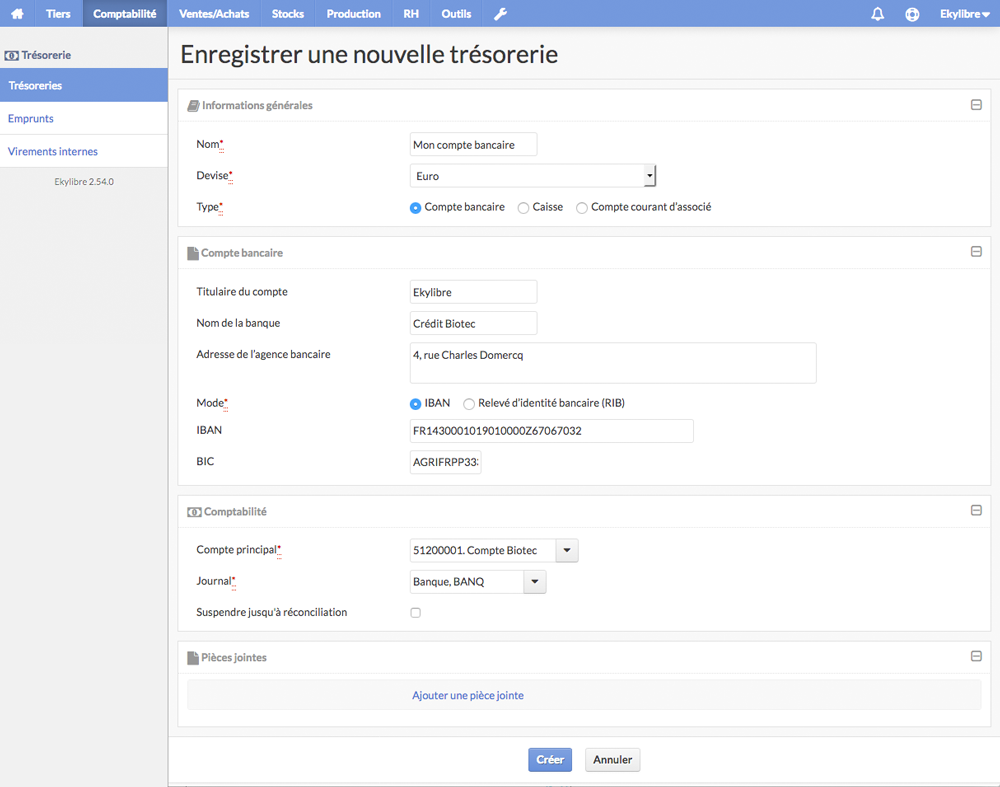 Tiers Comptabilité Ventes/Achats Stocks Production RH Outils Ekylibre
Trésorerie
Trésoreries
Emprunts
Virements internes
Ekylibre 2.54.0
Enregistrer une nouvelle trésorerie
Informations générales
Nom* Mon compte bancaire
Devise* Euro
Type* Compte bancaire Caisse Compte courant d'associé
Compte bancaire
Titulaire du compte Ekylibre
Nom de la banque Crédit Biotec
Adresse de l'agence bancaire 4, rue Charles Domercq
Mode* IBAN Relevé d'identité bancaire (RIB)
IBAN FR1430001019010000Z67067032
BIC AGRIFRPP33
Comptabilité
Compte principal* 51200001. Compte Biotec
Journal* Banque, BANQ
Suspendre jusqu'à réconciliation
Pièces jointes
Ajouter une pièce jointe
Créer Annuler